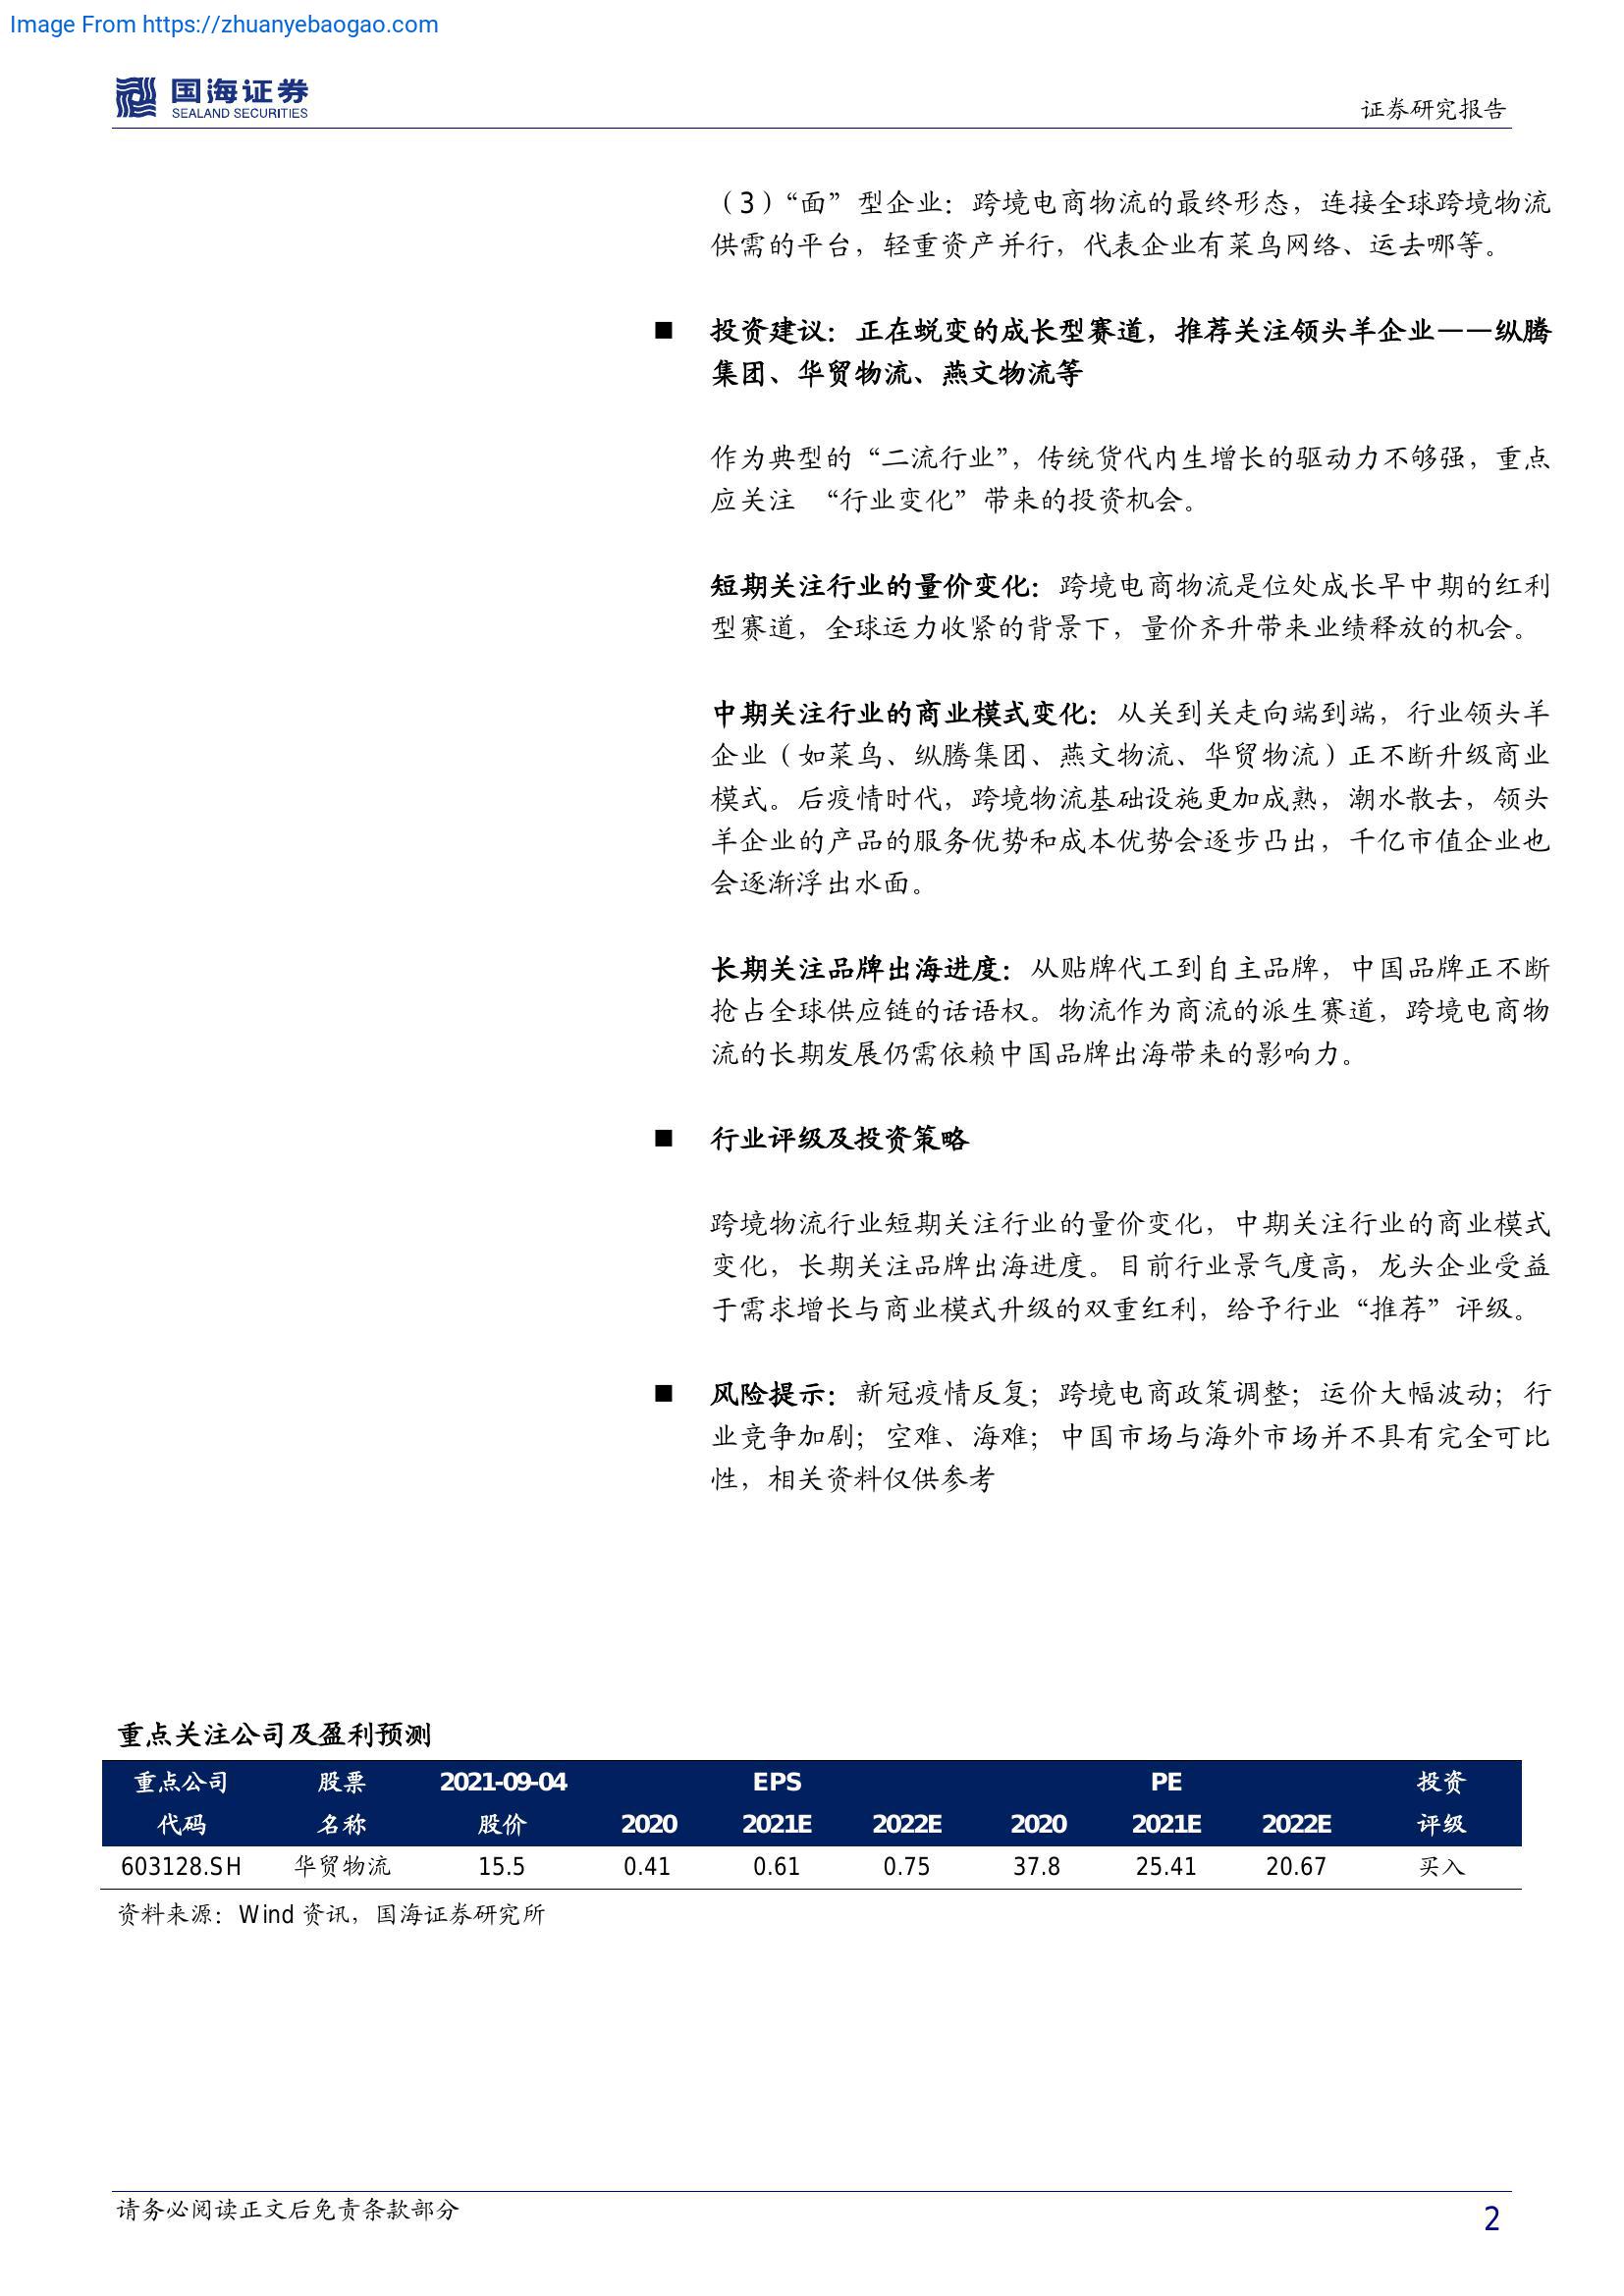 Image From https://zhuanyebaogao.com
国海证券
SEALAND SECURITIES
证券研究报告
（3）“面”型企业：跨境电商物流的最终形态，连接全球跨境物流
供需的平台，轻重资产并行，代表企业有菜鸟网络、运去哪等。
■ 投资建议：正在蜕变的成长型赛道，推荐关注领头羊企业——纵腾
集团、华贸物流、燕文物流等
作为典型的“二流行业”，传统货代内生增长的驱动力不够强，重点
应关注 “行业变化”带来的投资机会。
短期关注行业的量价变化：跨境电商物流是位处成长早中期的红利
型赛道，全球运力收紧的背景下，量价齐升带来业绩释放的机会。
中期关注行业的商业模式变化：从关到关走向端到端，行业领头羊
企业（如菜鸟、纵腾集团、燕文物流、华贸物流）正不断升级商业
模式。后疫情时代，跨境物流基础设施更加成熟，潮水散去，领头
羊企业的产品的服务优势和成本优势会逐步凸出，千亿市值企业也
会逐渐浮出水面。
长期关注品牌出海进度：从贴牌代工到自主品牌，中国品牌正不断
抢占全球供应链的话语权。物流作为商流的派生赛道，跨境电商物
流的长期发展仍需依赖中国品牌出海带来的影响力。
■ 行业评级及投资策略
跨境物流行业短期关注行业的量价变化，中期关注行业的商业模式
变化，长期关注品牌出海进度。目前行业景气度高，龙头企业受益
于需求增长与商业模式升级的双重红利，给予行业“推荐”评级。
■ 风险提示：新冠疫情反复；跨境电商政策调整；运价大幅波动；行
业竞争加剧；空难、海难；中国市场与海外市场并不具有完全可比
性，相关资料仅供参考
重点关注公司及盈利预测
重点公司 股票 2021-09-04 EPS PE 投资
代码 名称 股价 2020 2021E 2022E 2020 2021E 2022E 评级
603128.SH 华贸物流 15.5 0.41 0.61 0.75 37.8 25.41 20.67 买入
资料来源：Wind 资讯，国海证券研究所
请务必阅读正文后免责条款部分
2